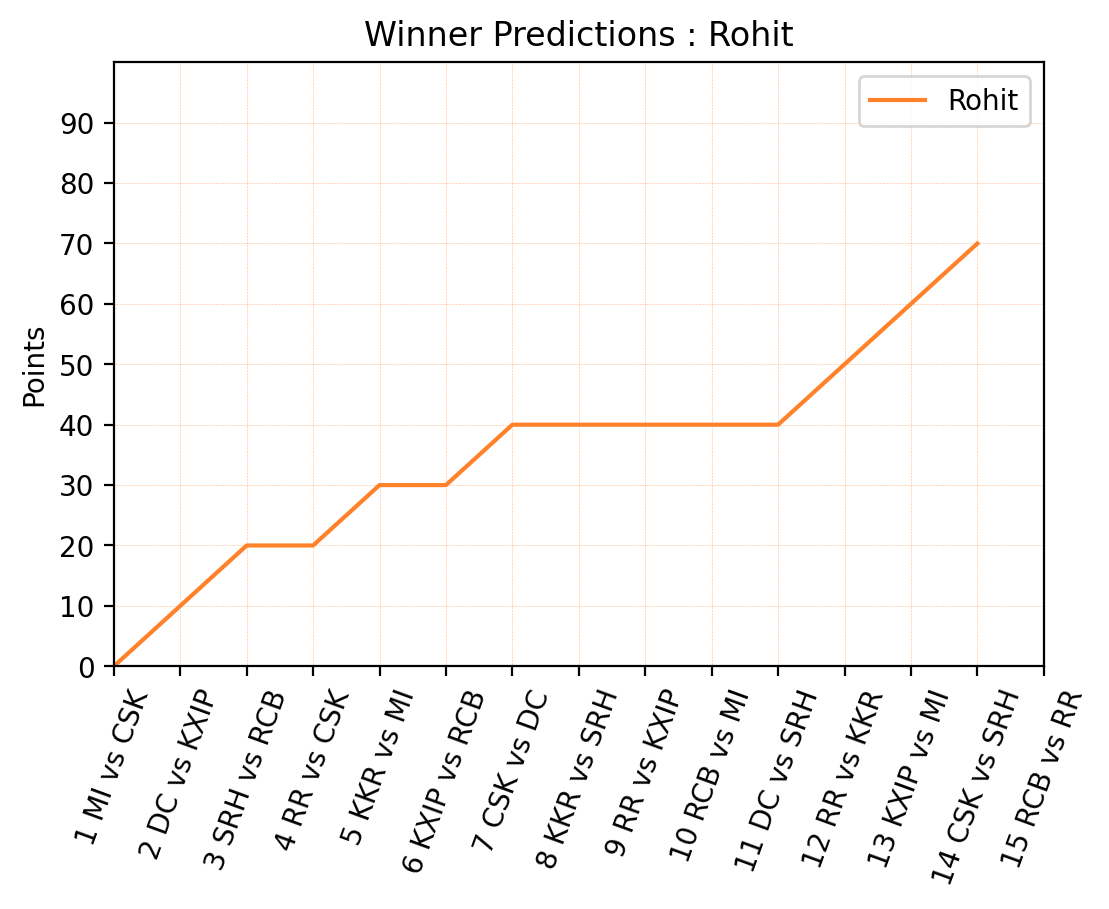 Winner Predictions : Rohit
Rohit
Points
90
80
70
60
50
40
30
20
10
0
1 MI vs CSK
2 DC vs KXIP
3 SRH vs RCB
4 RR vs CSK
5 KKR vs MI
6 KXIP vs RCB
7 CSK vs DC
8 KKR vs SRH
9 RR vs KXIP
10 RCB vs MI
11 DC vs SRH
12 RR vs KKR
13 KXIP vs MI
14 CSK vs SRH
15 RCB vs RR